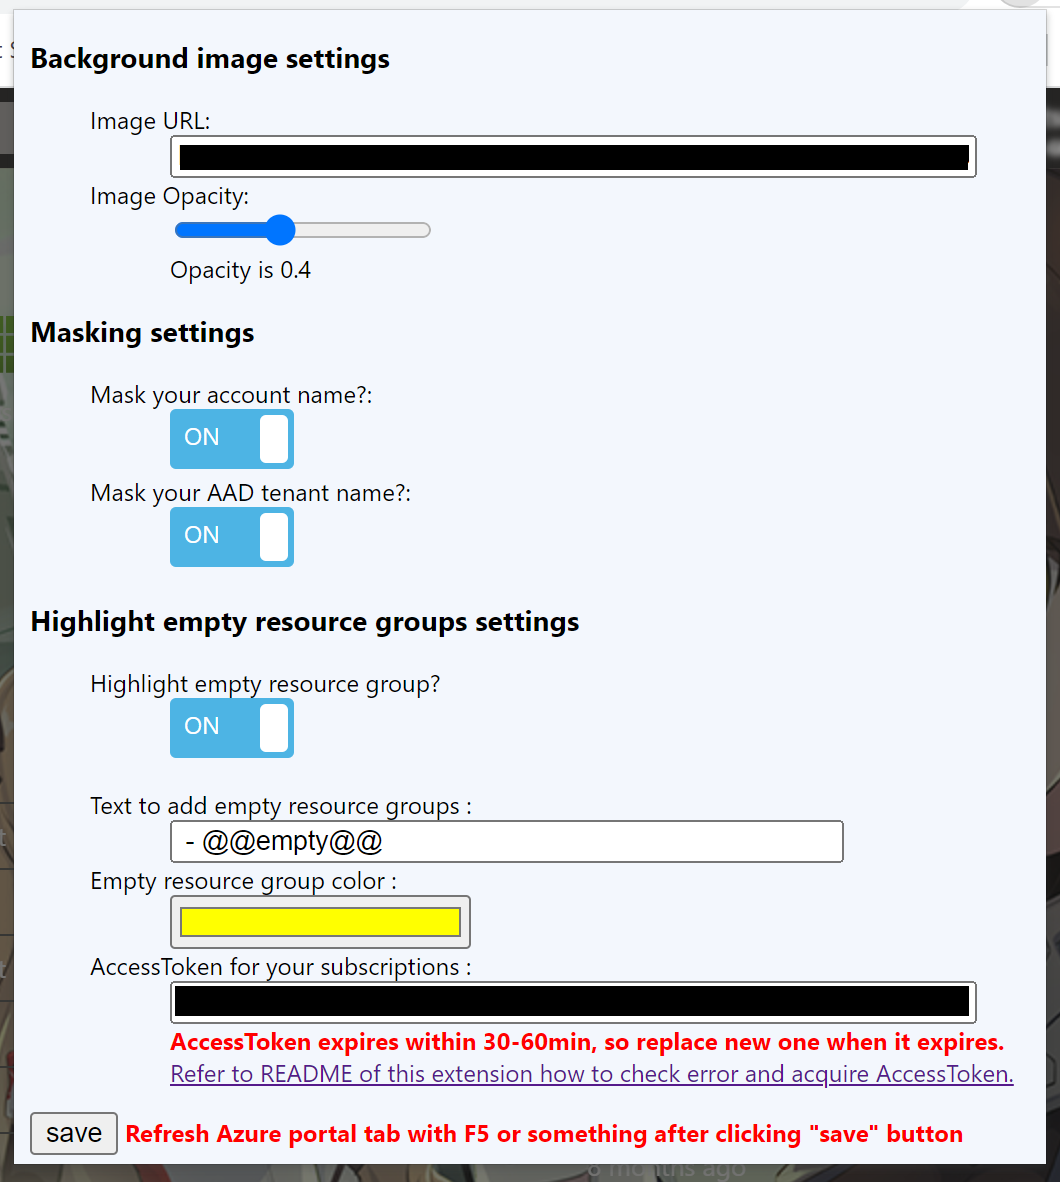 Background image settings
Image URL:
Image Opacity:
Opacity is 0.4
Masking settings
Mask your account name?:
ON
Mask your AAD tenant name?:
ON
Highlight empty resource groups settings
Highlight empty resource group?
ON
Text to add empty resource groups :
- @@empty@@
Empty resource group color :
AccessToken for your subscriptions :
AccessToken expires within 30-60min, so replace new one when it expires.
Refer to README of this extension how to check error and acquire AccessToken.
save Refresh Azure portal tab with F5 or something after clicking "save" button
8 months ago